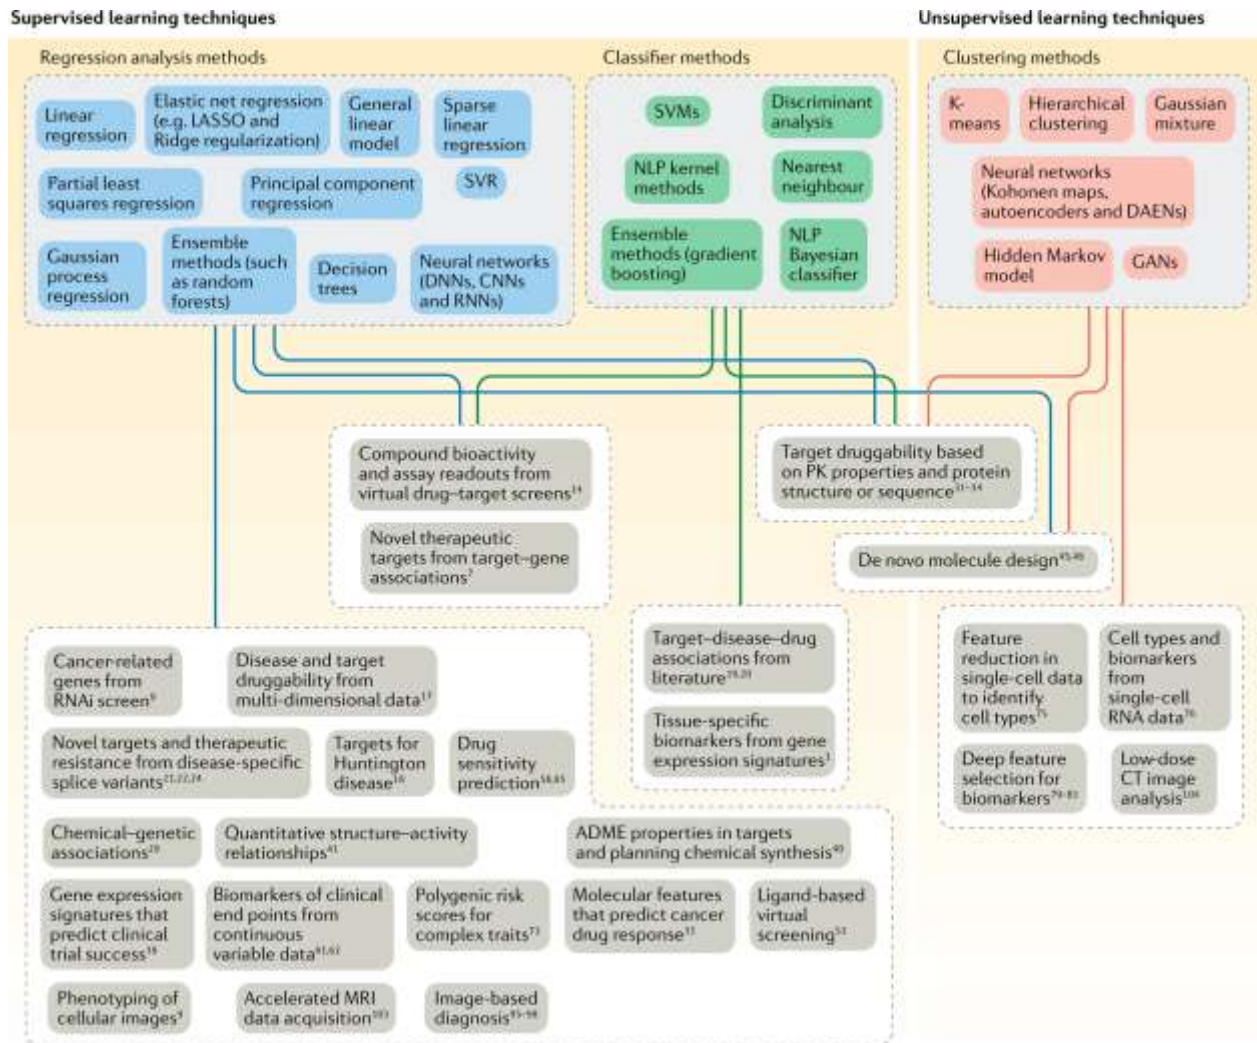 Supervised learning techniques
Unsupervised learning techniques
Regression analysis methods
Classifier methods
Clustering methods
Linear
regression
Elastic net regression
(e.g. LASSO and
Ridge regularization)
General
linear
model
Sparse
linear
regression
Partial least
squares regression
Principal component
regression
SVR
Gaussian
process
regression
Ensemble
methods (such
as random
forests)
Decision
trees
Neural networks
(DNNs, CNNs
and RNNs)
SVMs
Discriminant
analysis
NLP kernel
methods
Nearest
neighbour
Ensemble
methods (gradient
boosting)
NLP
Bayesian
classifier
K-
means
Hierarchical
clustering
Gaussian
mixture
Neural networks
(Kohonen maps,
autoencoders and DAENs)
Hidden Markov
model
GANs
Compound bioactivity
and assay readouts from
virtual drug–target screens
Novel therapeutic
targets from target–gene
associations
Target druggability based
on PK properties and protein
structure or sequence
De novo molecule design
Target–disease–drug
associations from
literature
Tissue-specific
biomarkers from gene
expression signatures
Feature
reduction in
single-cell data
to identify
cell types
Cell types and
biomarkers
from
single-cell
RNA data
Deep feature
selection for
biomarkers
Low-dose
CT image
analysis
Cancer-related
genes from
RNAi screen
Disease and target
druggability from
multi-dimensional data
Novel targets and therapeutic
resistance from disease-specific
splice variants
Targets for
Huntington
disease
Drug
sensitivity
prediction
Chemical–genetic
associations
Quantitative structure–activity
relationships
ADME properties in targets
and planning chemical synthesis
Gene expression
signatures that
predict clinical
trial success
Biomarkers of clinical
end points from
continuous
variable data
Polygenic risk
scores for
complex traits
Molecular features
that predict cancer
drug response
Ligand-based
virtual
screening
Phenotyping of
cellular images
Accelerated MRI
data acquisition
Image-based
diagnosis